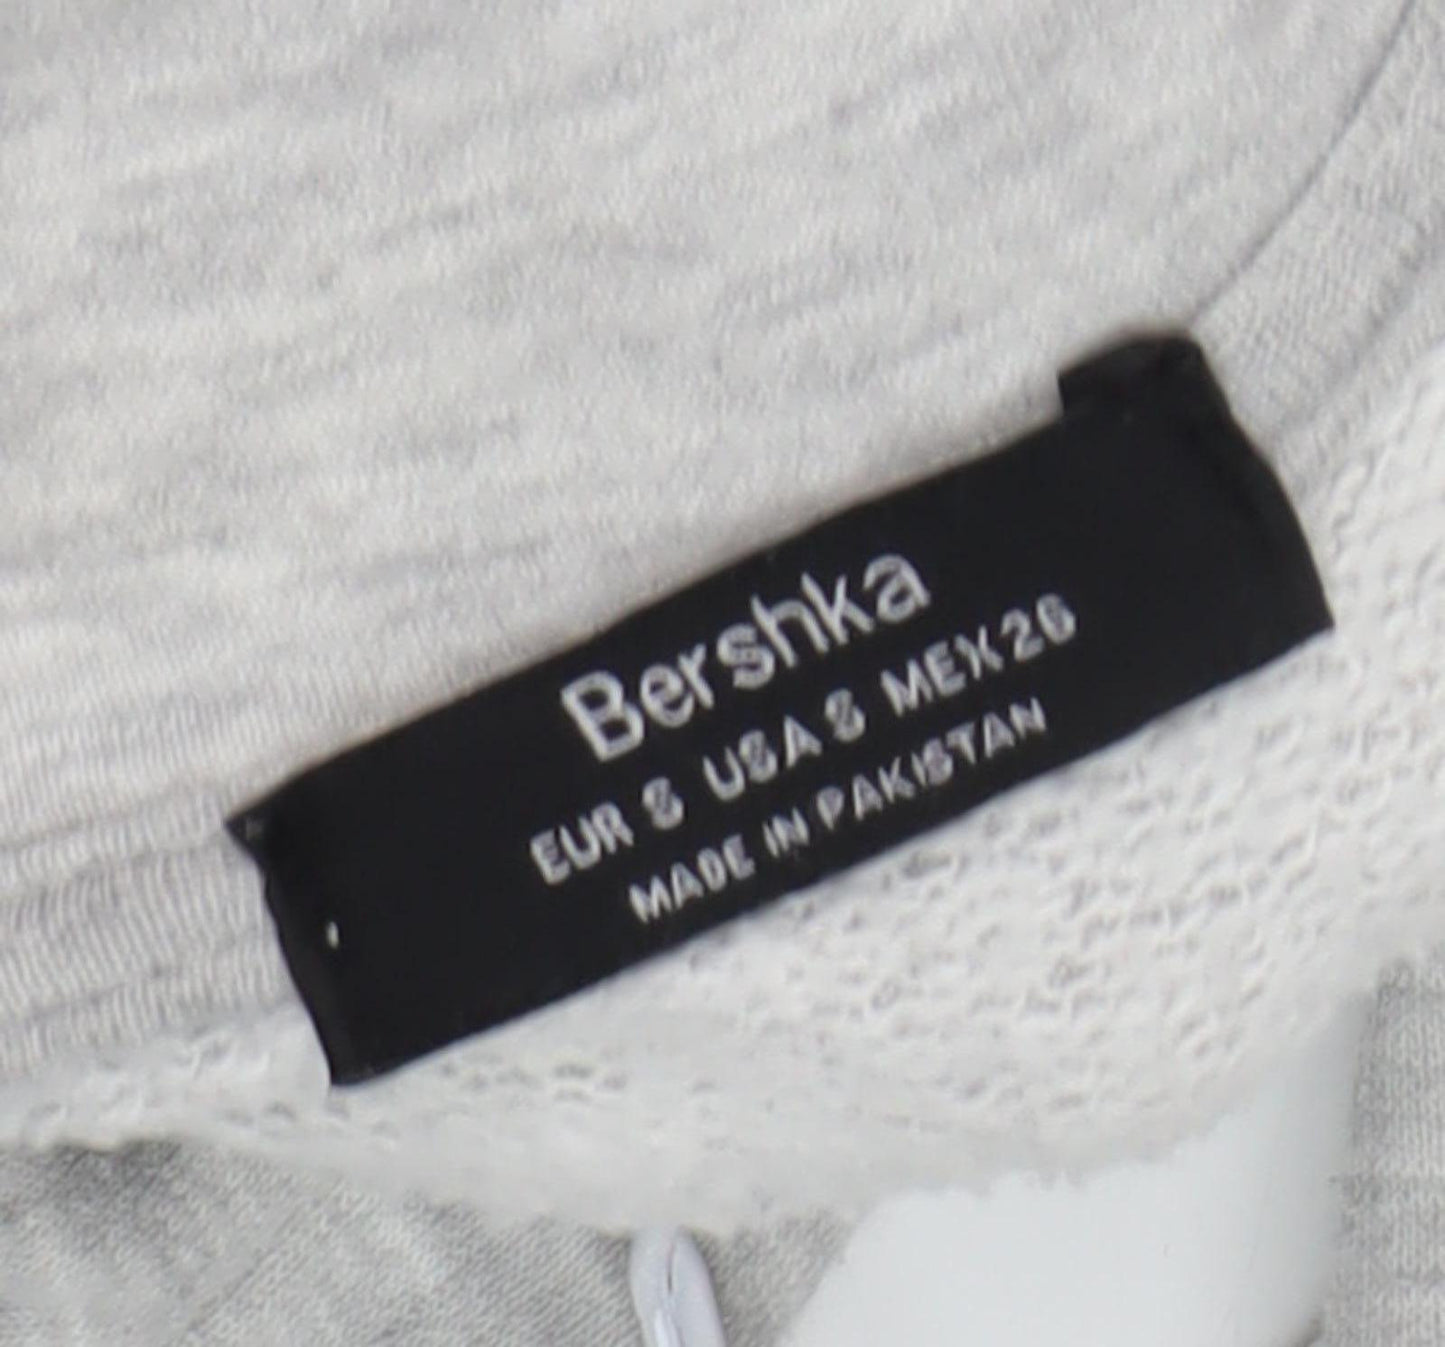 Bershka
EUR S USA S MEX 26
MADE IN PAKISTAN